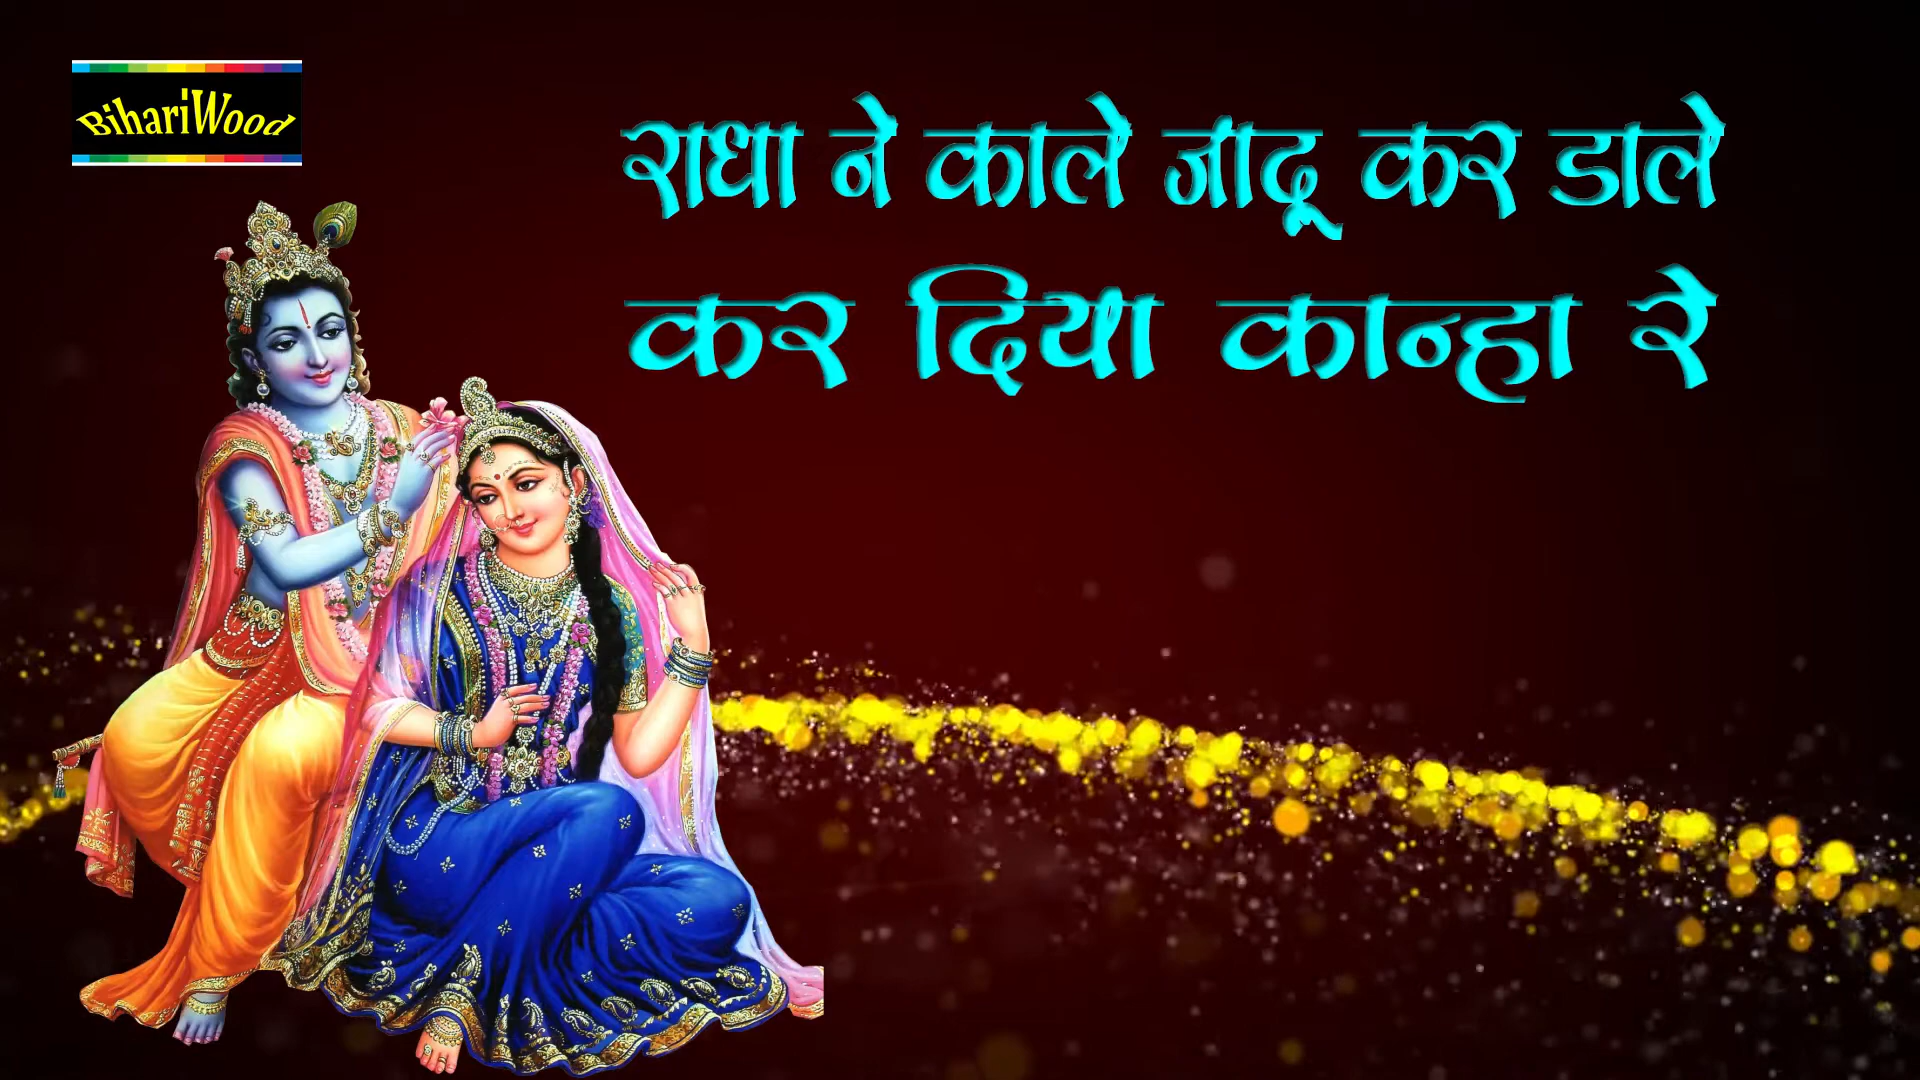 BihariWood
राधा ने काले जादू कर डाले
कर दिया कान्हा रे